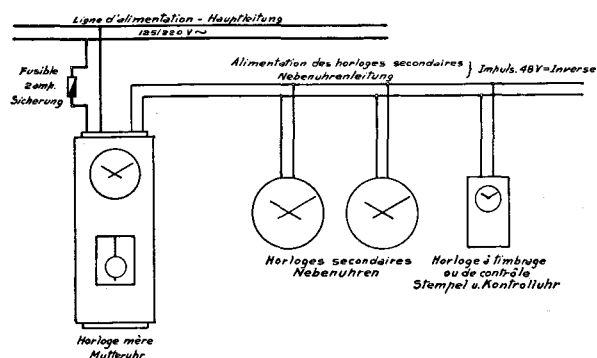 Ligne d'alimentation - Hauptleitung
125/220 V ~
Fusible
2 amp.
Sicherung
Alimentation des horloges secondaires
Nebenuhrenleitung
} Impuls. 48V = Inverse
Horloges secondaires
Nebenuhren
Horloge à timbrage
ou de contrôle
Stempel u. Kontrolluhr
Horloge mère
Mutteruhr